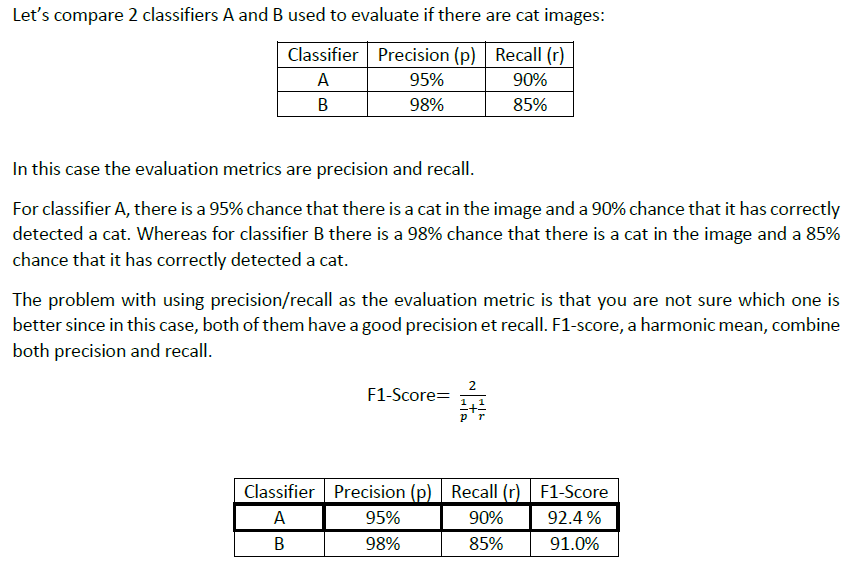 Let’s compare 2 classifiers A and B used to evaluate if there are cat images:
Classifier Precision (p) Recall (r)
A 95% 90%
B 98% 85%
In this case the evaluation metrics are precision and recall.
For classifier A, there is a 95% chance that there is a cat in the image and a 90% chance that it has correctly
detected a cat. Whereas for classifier B there is a 98% chance that there is a cat in the image and a 85%
chance that it has correctly detected a cat.
The problem with using precision/recall as the evaluation metric is that you are not sure which one is
better since in this case, both of them have a good precision et recall. F1-score, a harmonic mean, combine
both precision and recall.
F1-Score= 2/(1/p+1/r)
Classifier Precision (p) Recall (r) F1-Score
A 95% 90% 92.4 %
B 98% 85% 91.0%